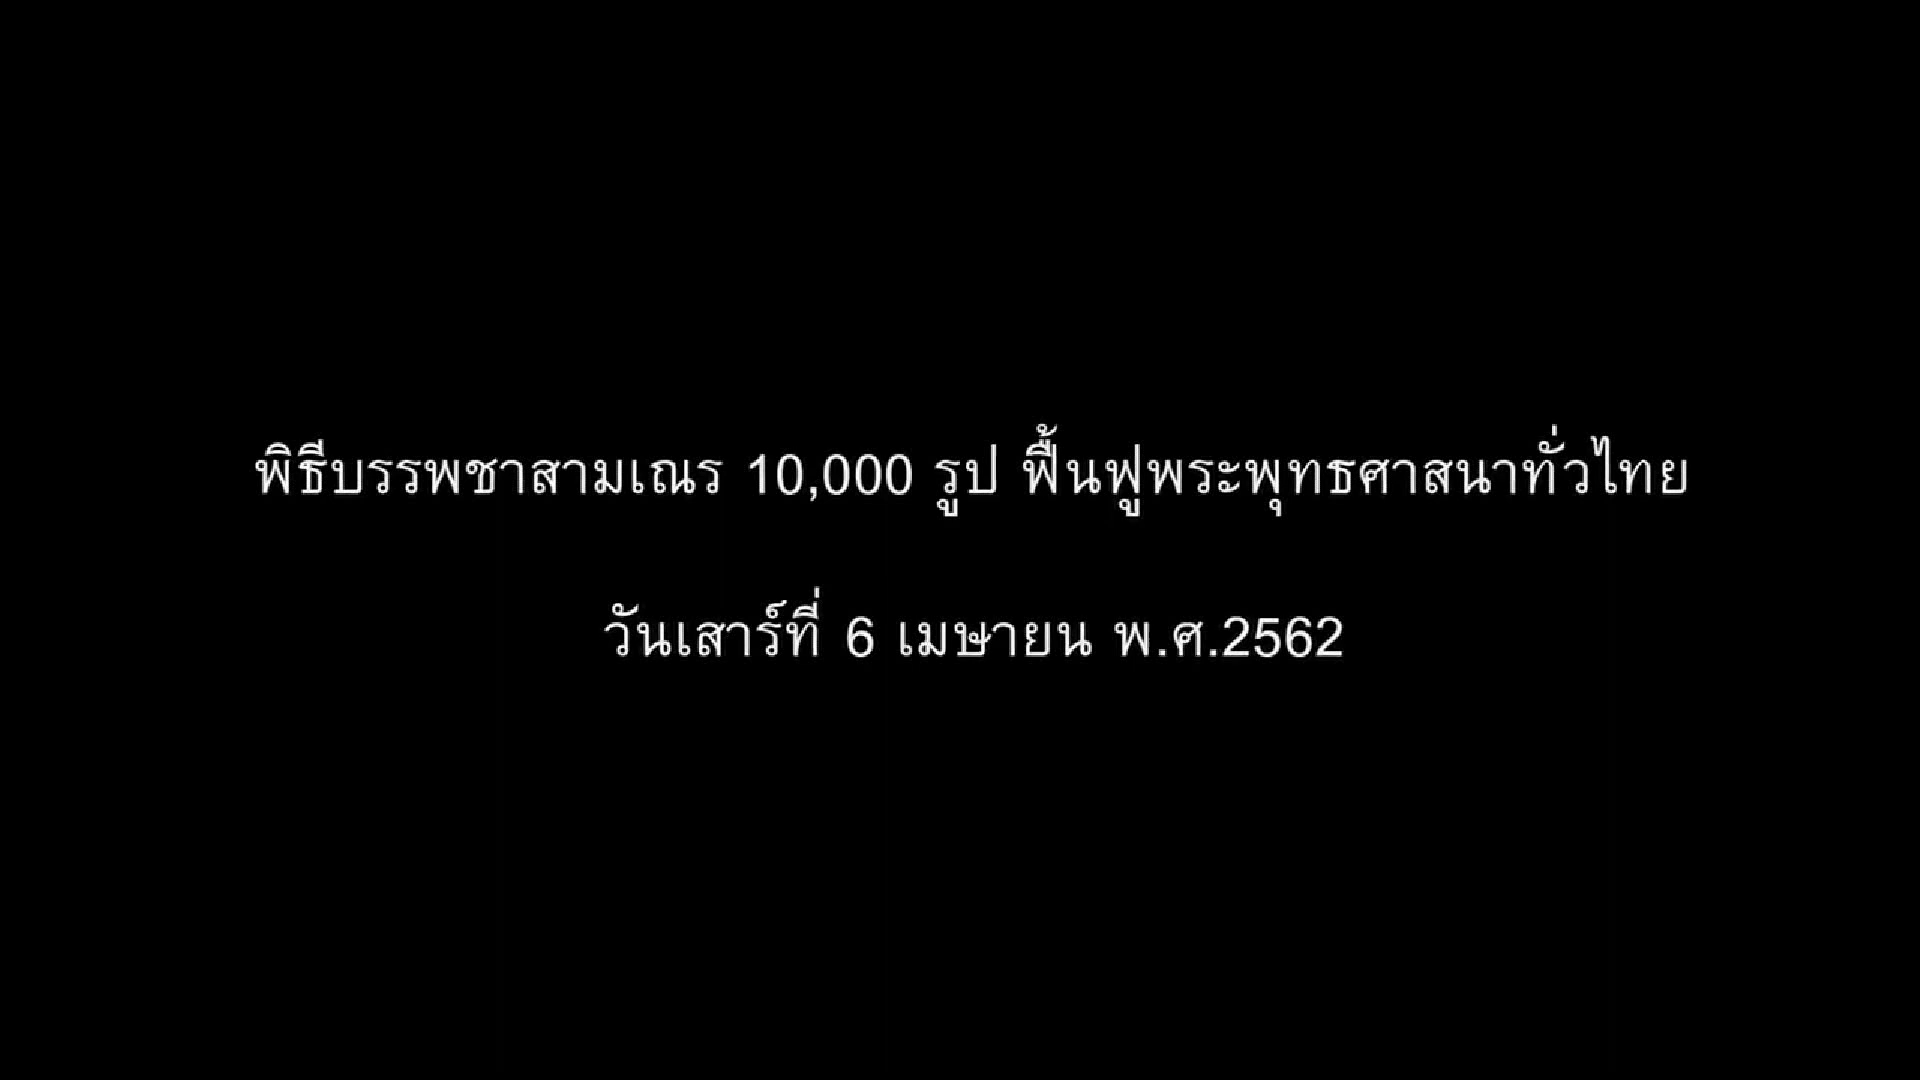 พิธีบรรพชาสามเณร 10,000 รูป ฟื้นฟูพระพุทธศาสนาทั่วไทย
วันเสาร์ที่ 6 เมษายน พ.ศ.2562